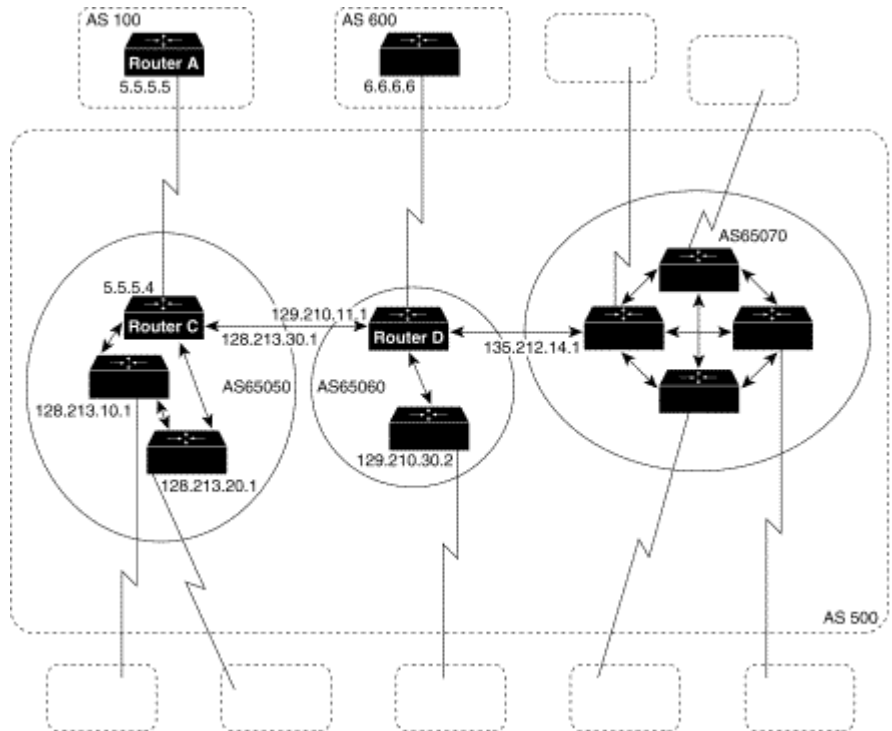 AS 100
Router A
5.5.5.5
AS 600
6.6.6.6
AS65070
5.5.5.4
Router C
129.210.11.1
128.213.30.1
Router D
135.212.14.1
AS65050
AS65060
128.213.10.1
128.213.20.1
129.210.30.2
AS 500